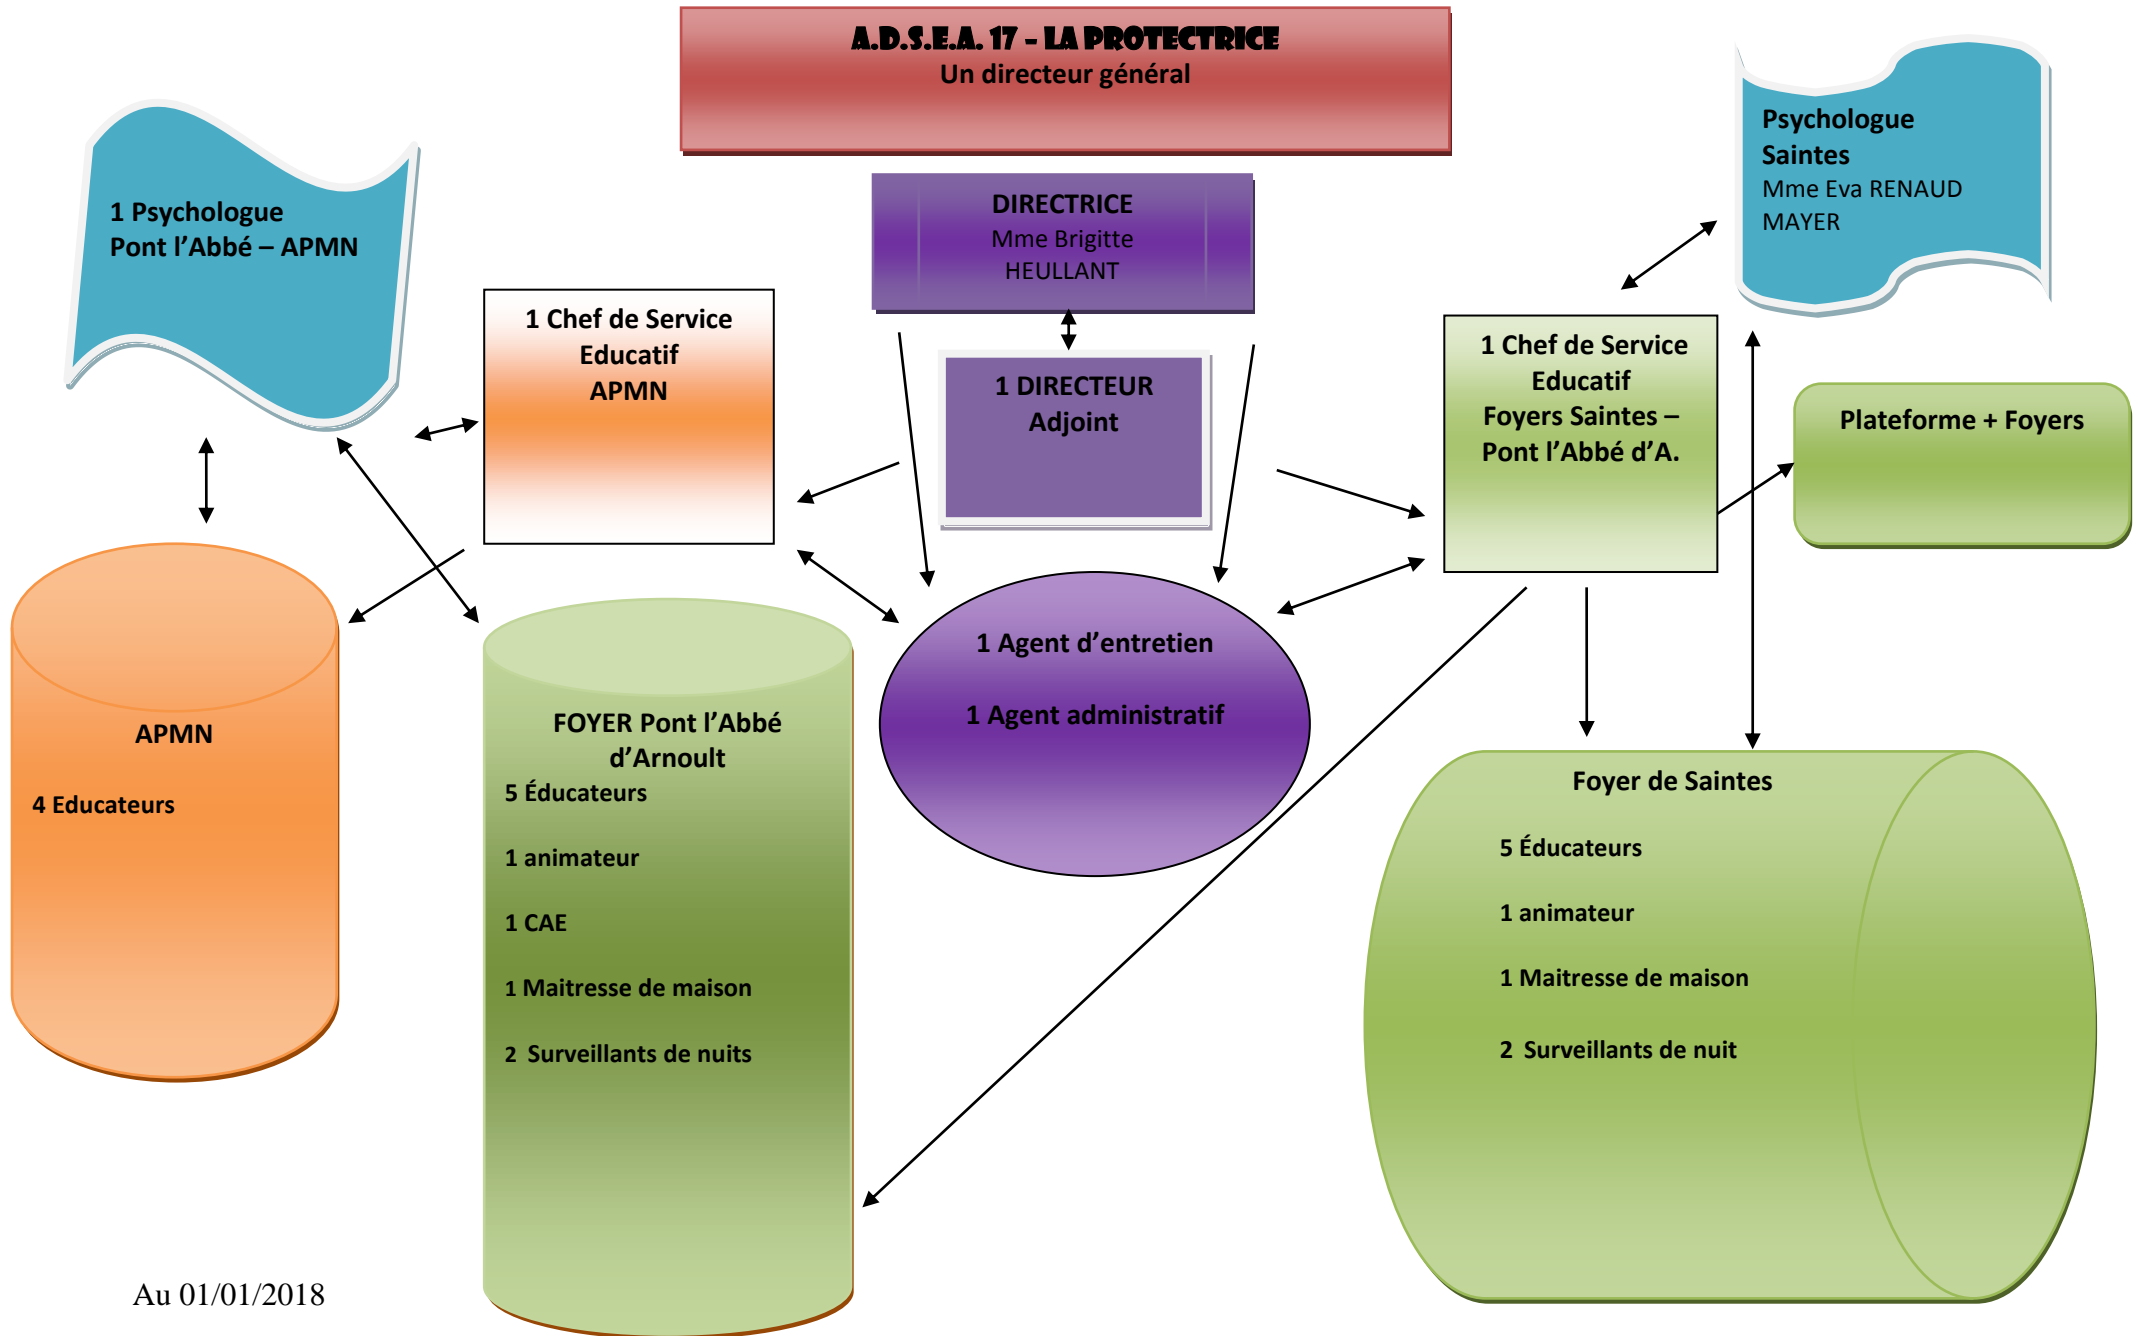 A.D.S.E.A. 17 – LA PROTECTRICE
Un directeur général
Psychologue
Saintes
Mme Eva RENAUD
MAYER
1 Psychologue
Pont l’Abbé – APMN
DIRECTRICE
Mme Brigitte
HEULLANT
1 Chef de Service
Educatif
APMN
1 DIRECTEUR
Adjoint
1 Chef de Service
Educatif
Foyers Saintes –
Pont l’Abbé d’A.
Plateforme + Foyers
1 Agent d’entretien
1 Agent administratif
APMN
4 Educateurs
FOYER Pont l’Abbé
d’Arnoult
5 Éducateurs
1 animateur
1 CAE
1 Maitresse de maison
2 Surveillants de nuits
Foyer de Saintes
5 Éducateurs
1 animateur
1 Maitresse de maison
2 Surveillants de nuit
Au 01/01/2018